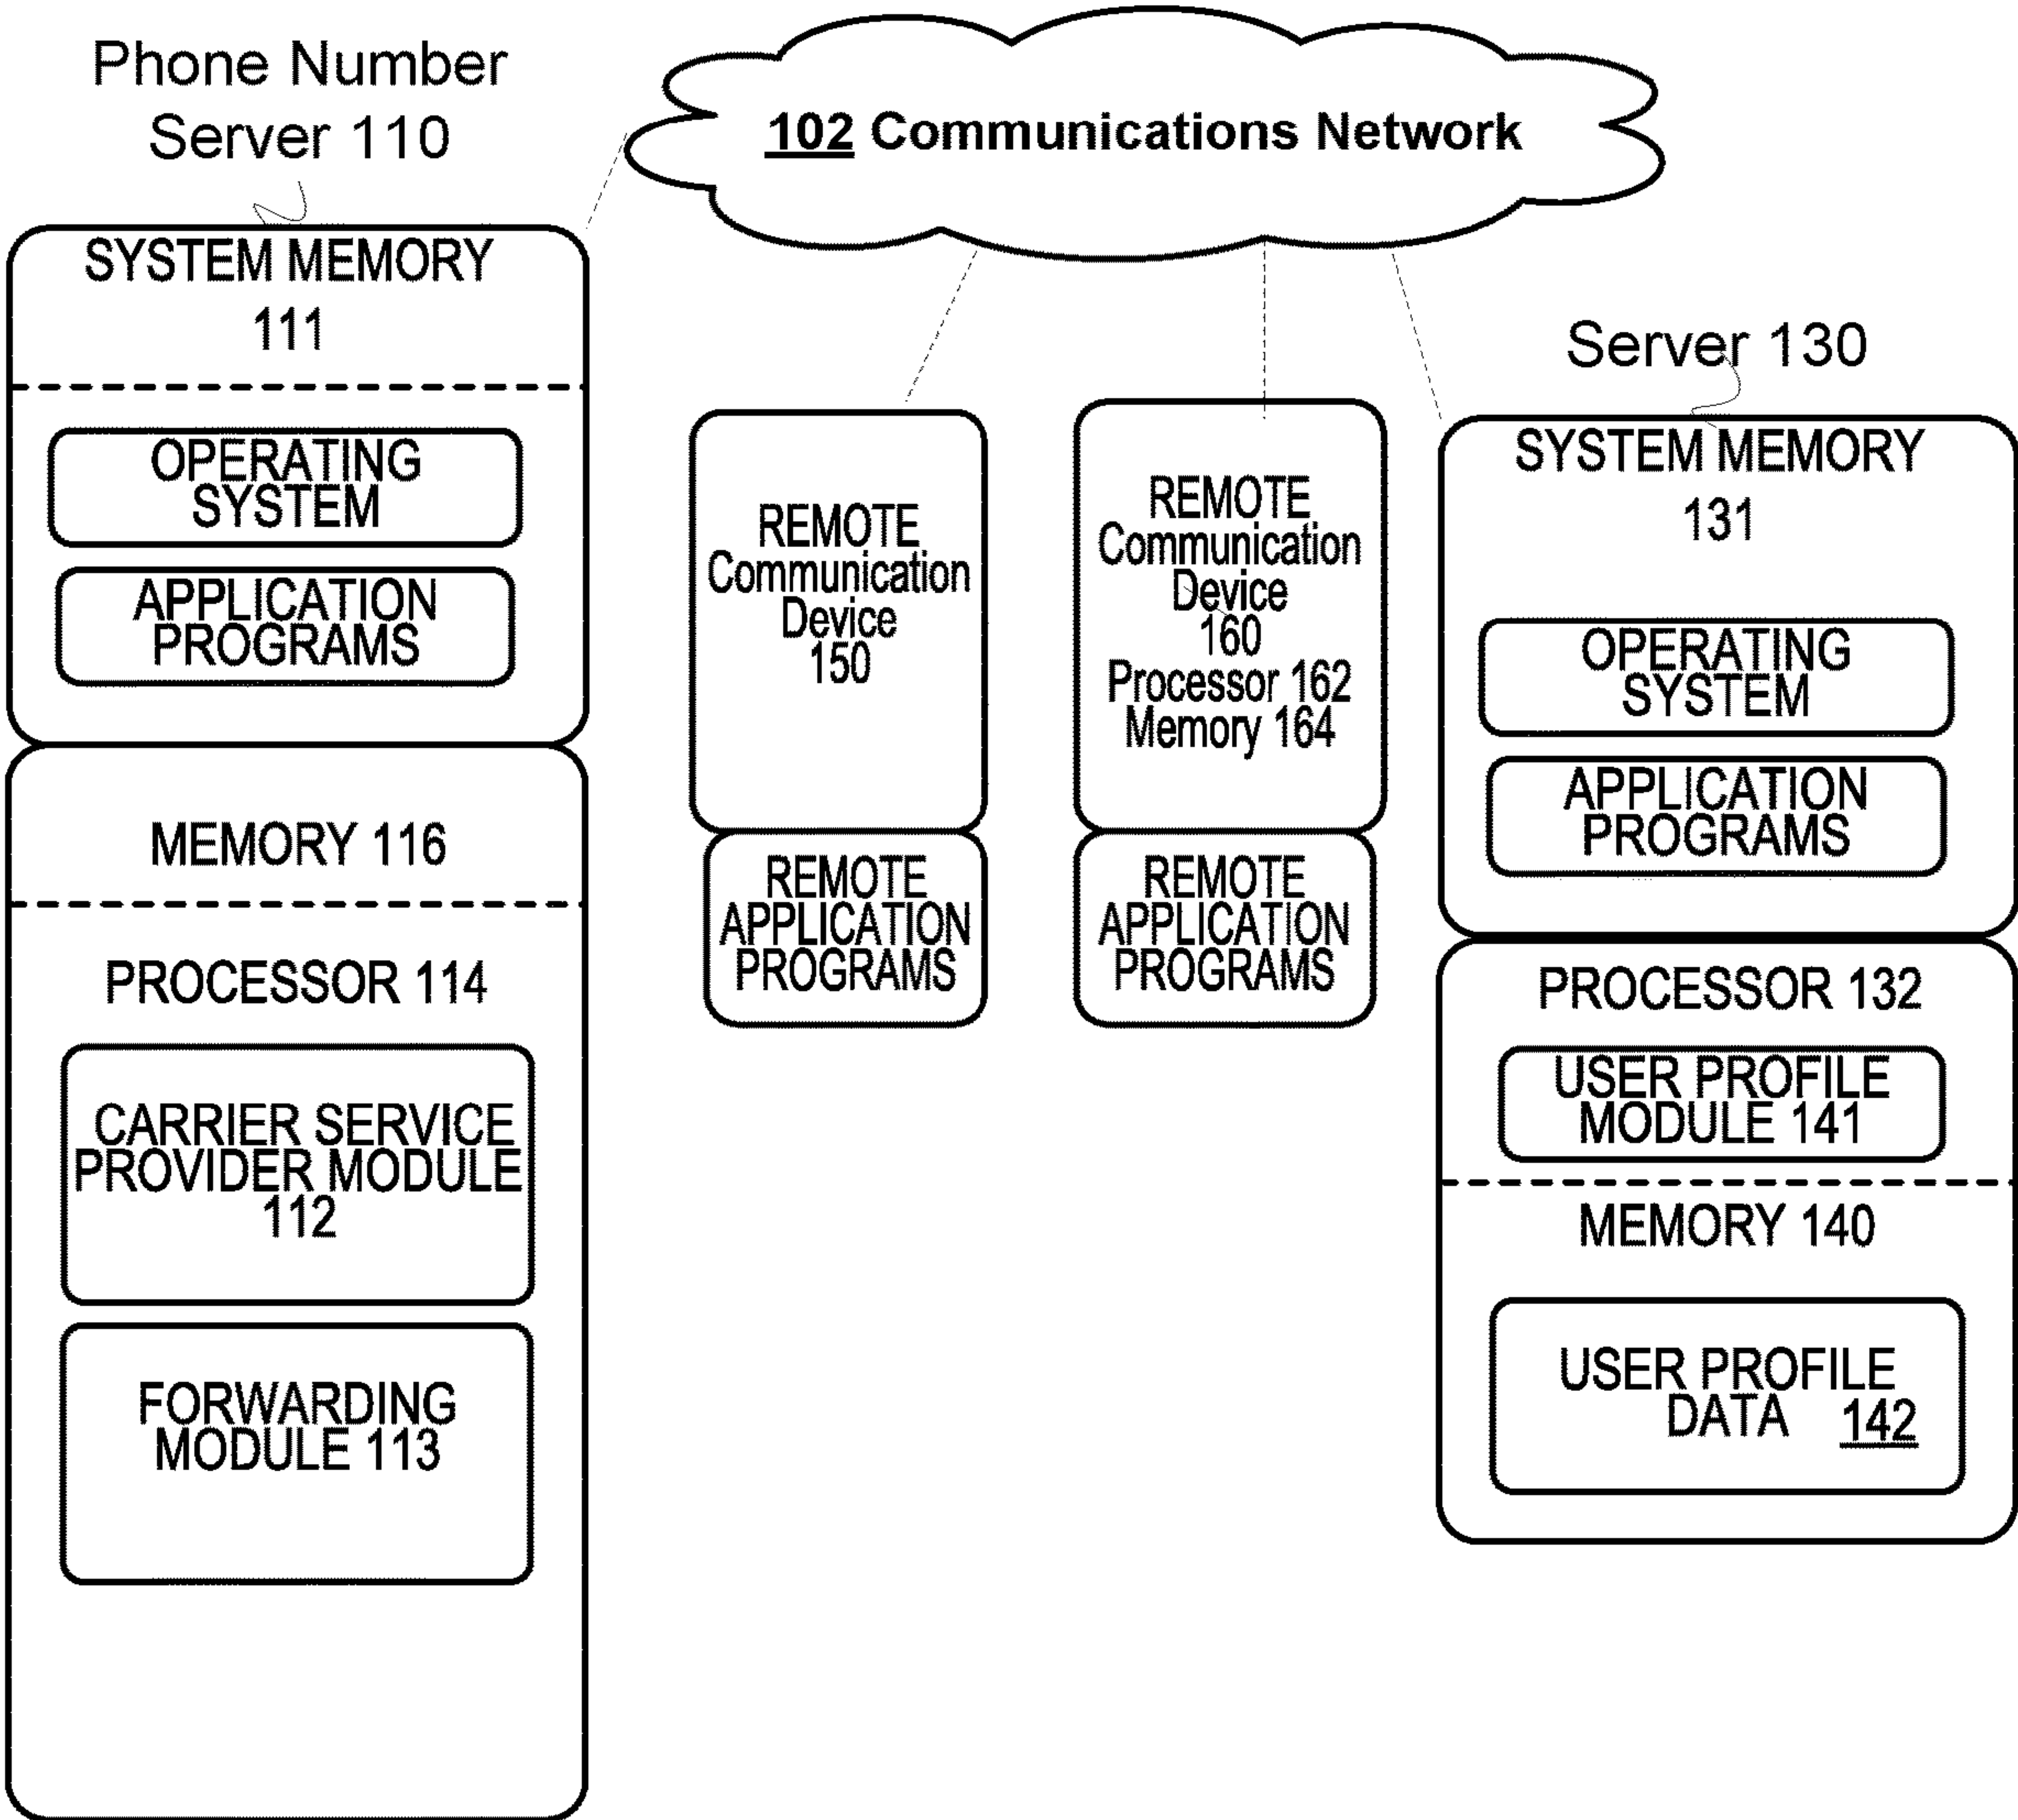 Phone Number
Server 110
102 Communications Network
SYSTEM MEMORY
111
OPERATING
SYSTEM
APPLICATION
PROGRAMS
MEMORY 116
PROCESSOR 114
CARRIER SERVICE
PROVIDER MODULE
112
FORWARDING
MODULE 113
REMOTE
Communication
Device
150
REMOTE
APPLICATION
PROGRAMS
REMOTE
Communication
Device
160
Processor 162
Memory 164
REMOTE
APPLICATION
PROGRAMS
Server 130
SYSTEM MEMORY
131
OPERATING
SYSTEM
APPLICATION
PROGRAMS
PROCESSOR 132
USER PROFILE
MODULE 141
MEMORY 140
USER PROFILE
DATA 142